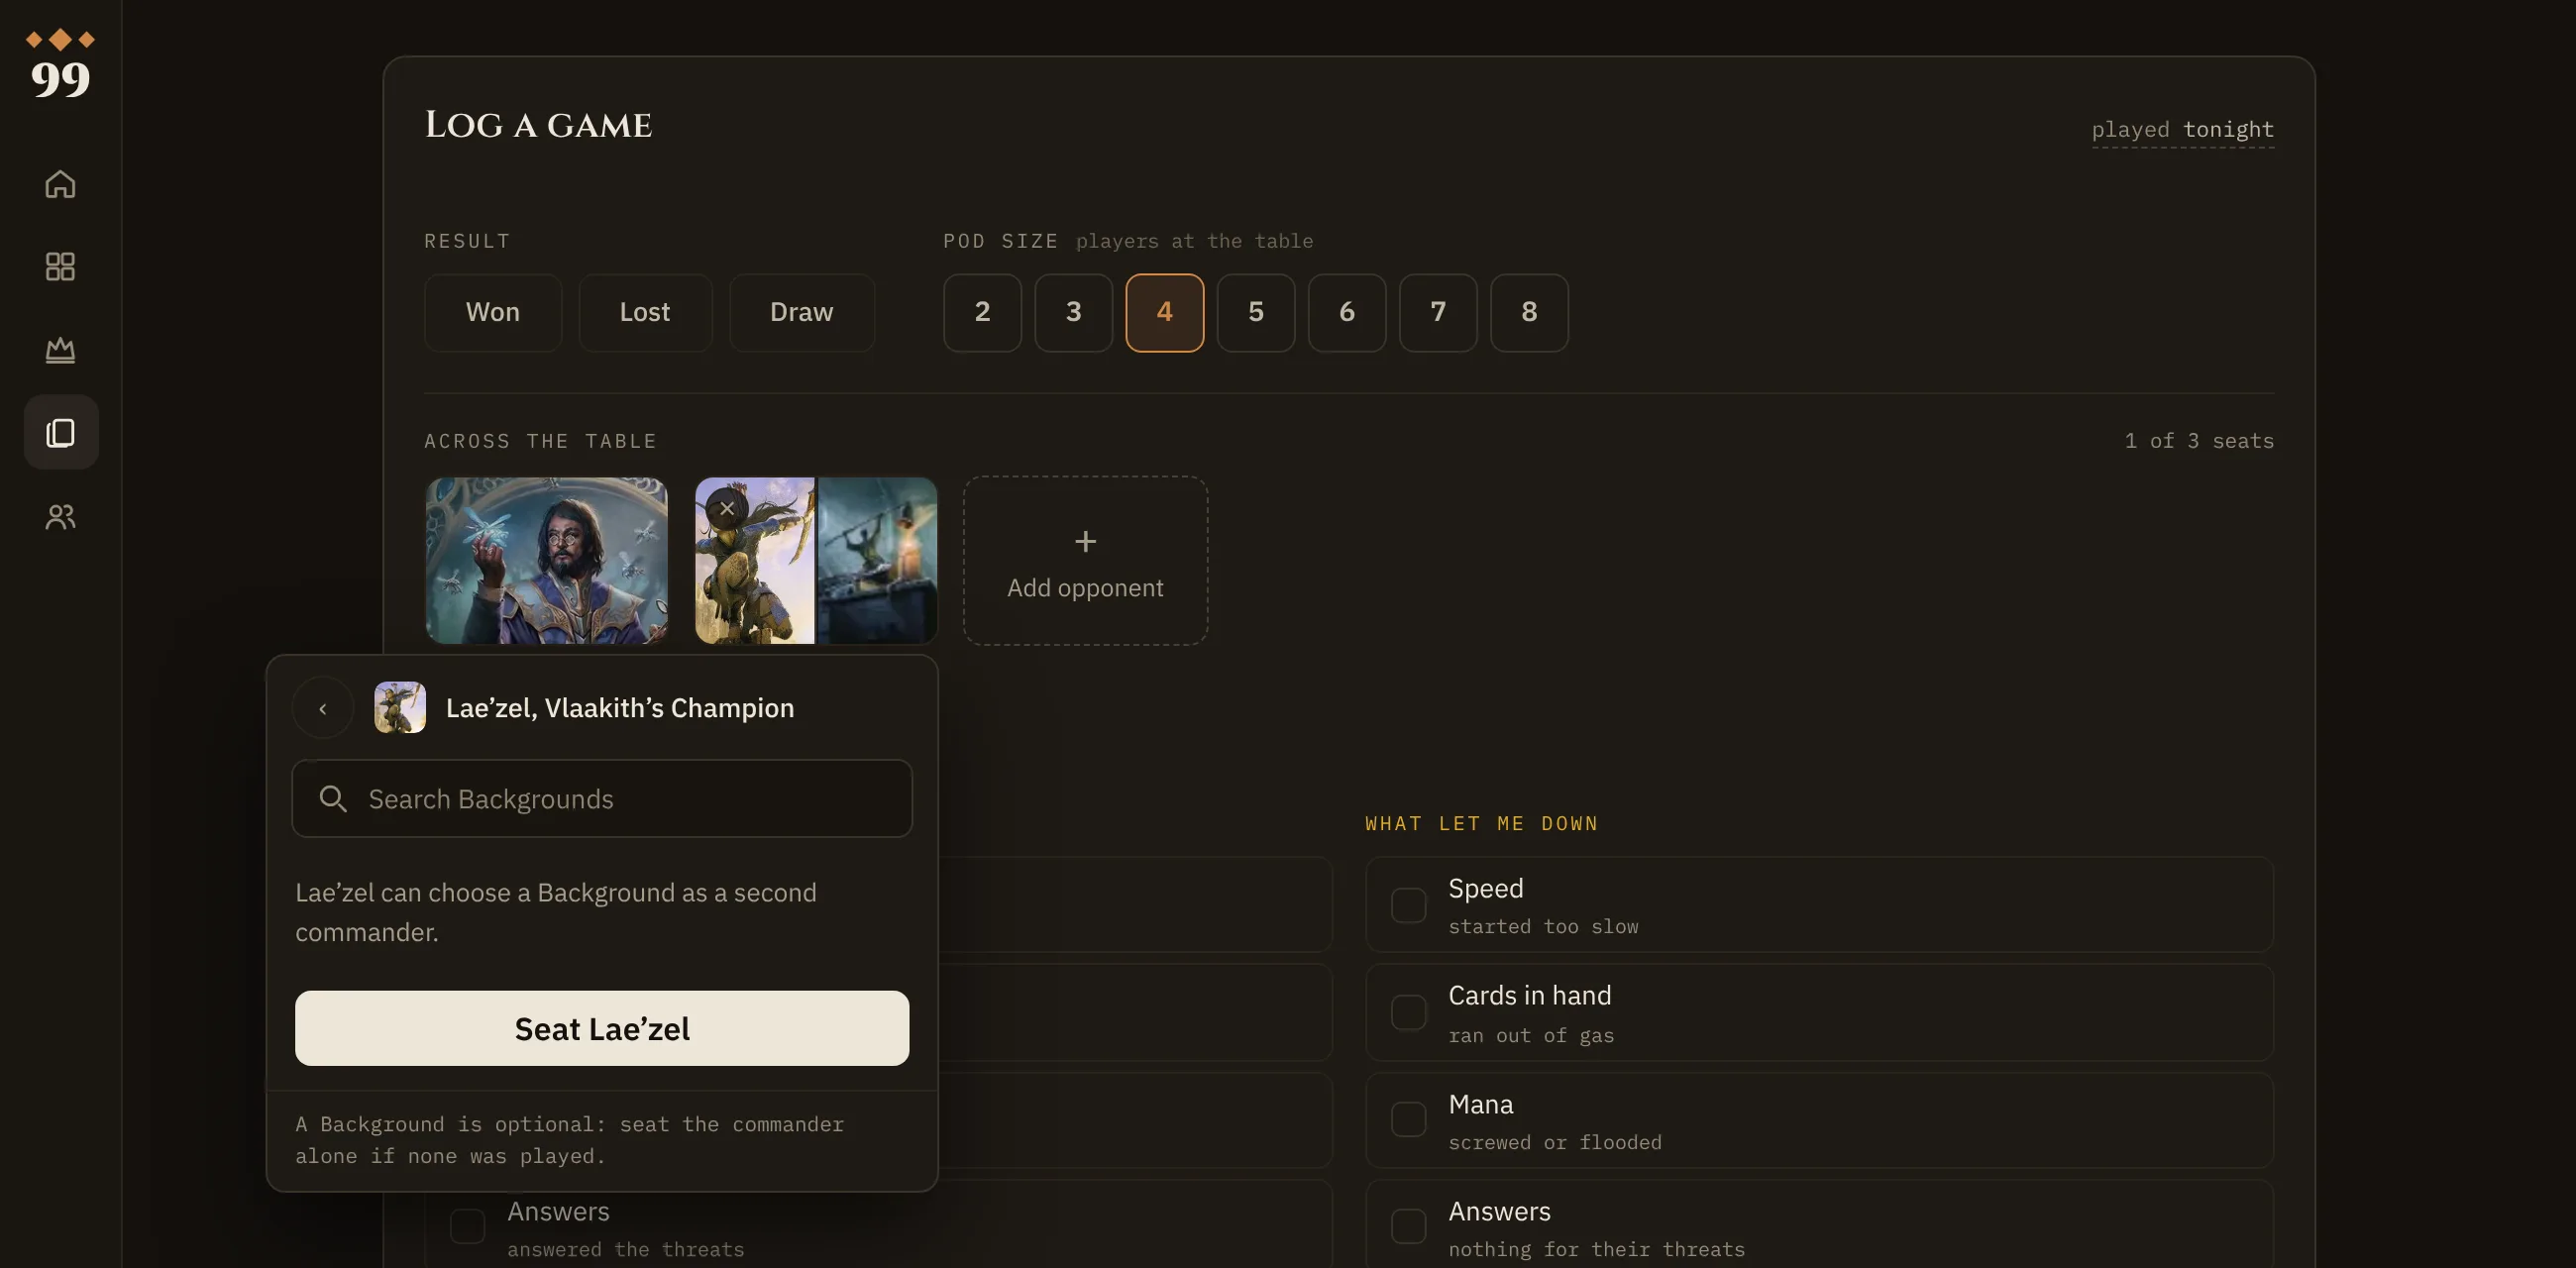 99
Log a game
played tonight
RESULT
POD SIZE players at the table
Won
Lost
Draw
2
3
4
5
6
7
8
ACROSS THE TABLE
1 of 3 seats
+
Add opponent
Lae’zel, Vlaakith’s Champion
Search Backgrounds
Lae’zel can choose a Background as a second
commander.
Seat Lae’zel
A Background is optional: seat the commander
alone if none was played.
Answers
answered the threats
WHAT LET ME DOWN
Speed
started too slow
Cards in hand
ran out of gas
Mana
screwed or flooded
Answers
nothing for their threats